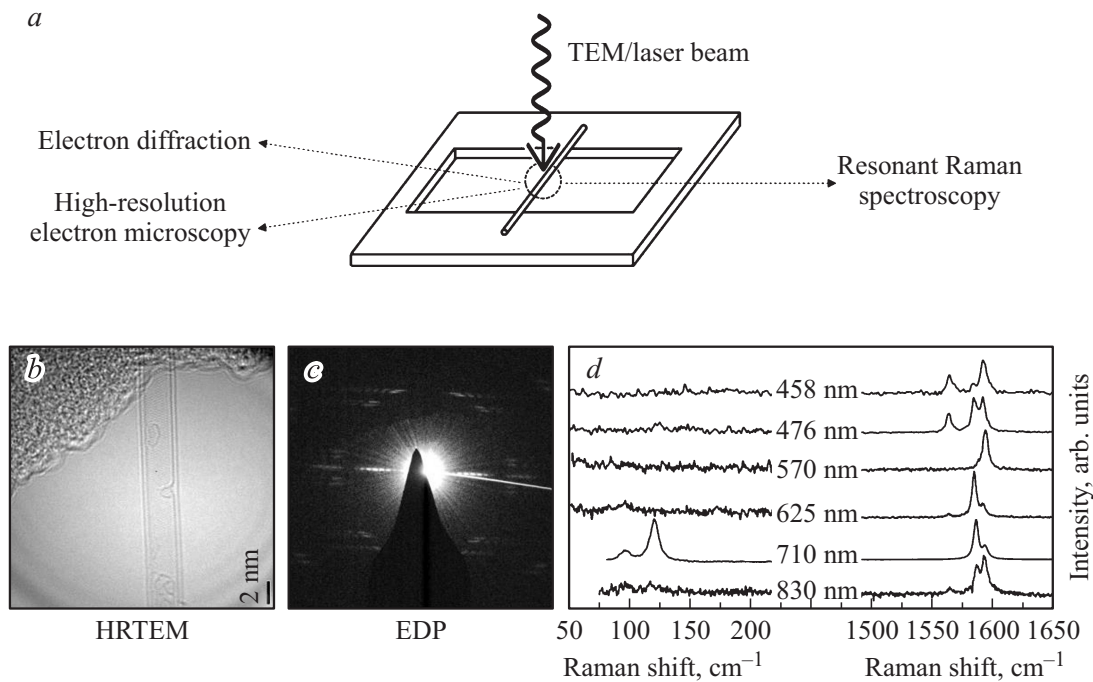 a
TEM/laser beam
Electron diffraction
High-resolution
electron microscopy
Resonant Raman
spectroscopy
b
2 nm
HRTEM
c
EDP
d
458 nm
476 nm
570 nm
625 nm
710 nm
830 nm
50 100 150 200
1500 1550 1600 1650
Raman shift, cm⁻¹
Raman shift, cm⁻¹
Intensity, arb. units